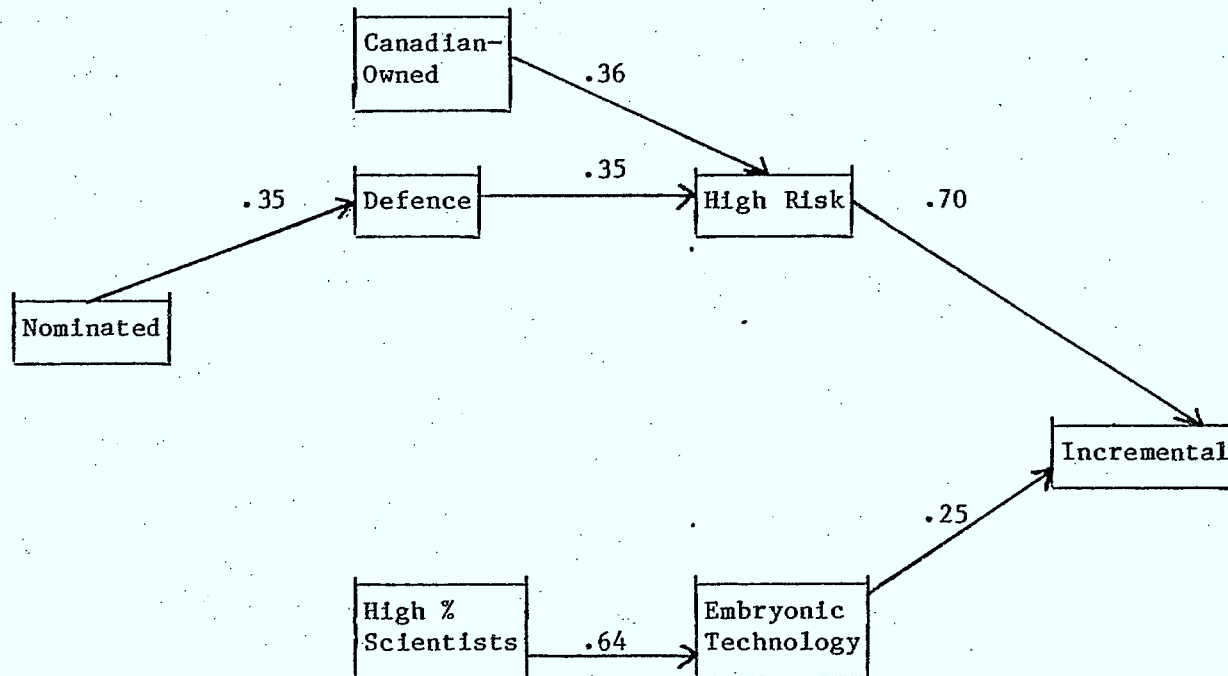 Canadian-
Owned
.36
.35
Defence
.35
High Risk
.70
Nominated
Incremental
.25
High %
Scientists
.64
Embryonic
Technology